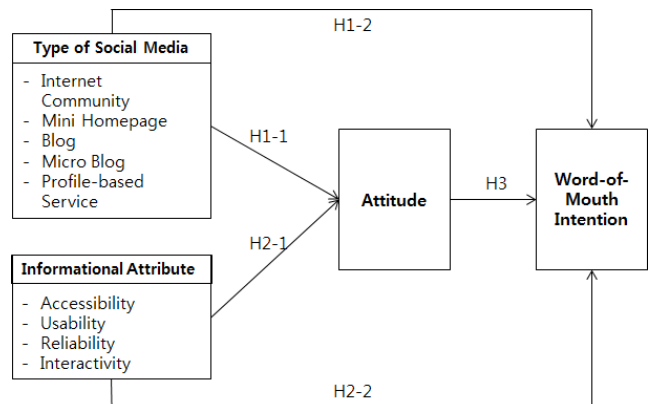 H1-2
Type of Social Media
- Internet
Community
- Mini Homepage
- Blog
- Micro Blog
- Profile-based
Service
H1-1
Attitude
H3
Word-of-
Mouth
Intention
H2-1
Informational Attribute
- Accessibility
- Usability
- Reliability
- Interactivity
H2-2